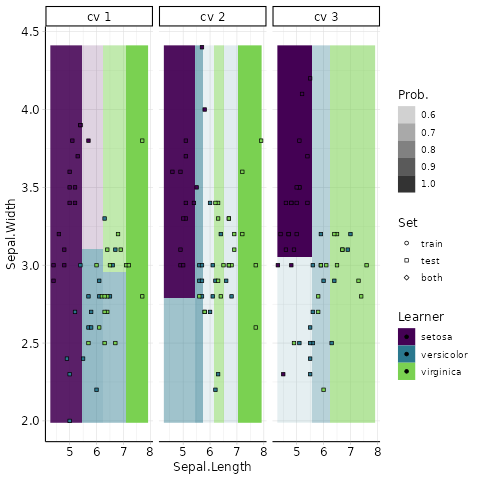 cv 1
cv 2
cv 3
4.5
4.0
3.5
3.0
2.5
2.0
Sepal.Width
5 6 7 8
5 6 7 8
5 6 7 8
Sepal.Length
Prob.
0.6
0.7
0.8
0.9
1.0
Set
train
test
both
Learner
setosa
versicolor
virginica